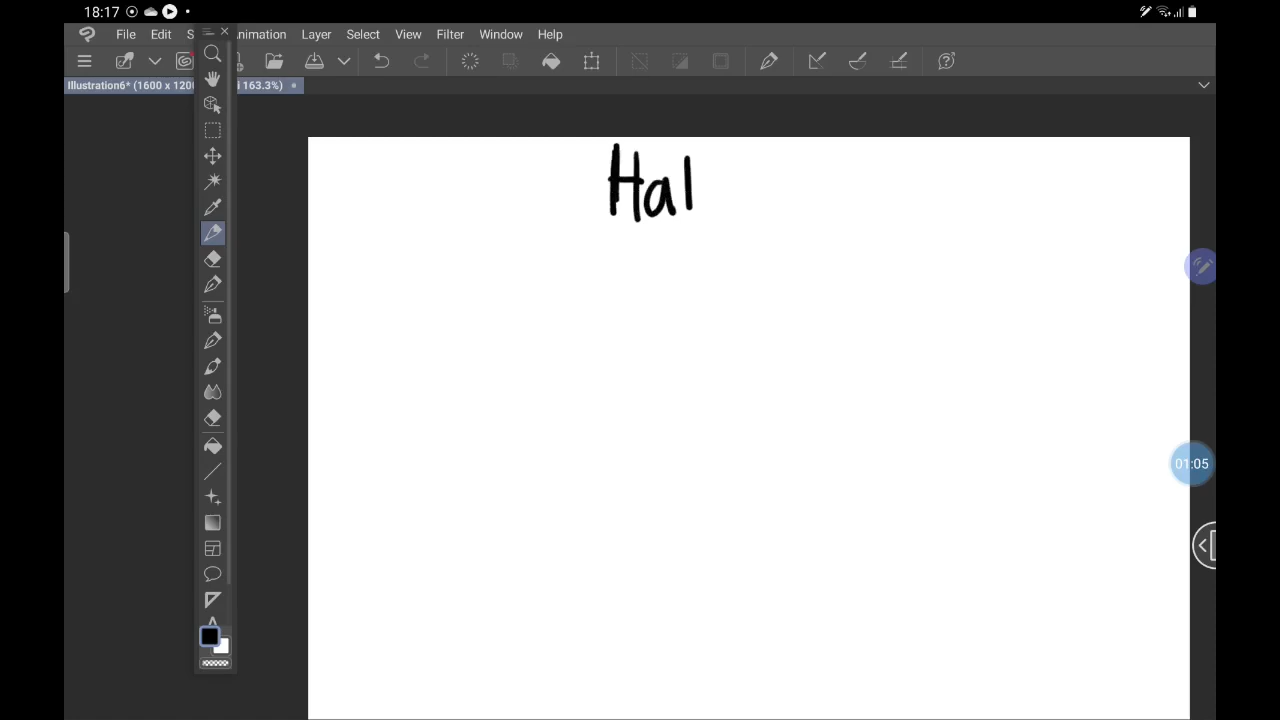 18:17
File Edit S nimation Layer Select View Filter Window Help
Illustration6* (1600 x 120 i 163.3%)
Hal
01:05